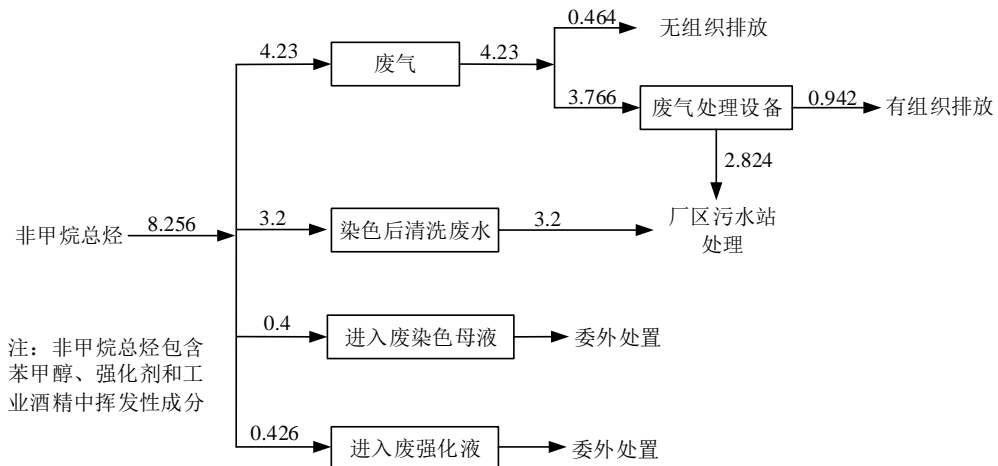 0.464
无组织排放
4.23
废气
4.23
3.766
废气处理设备
0.942
有组织排放
2.824
厂区污水站
处理
非甲烷总烃
8.256
3.2
染色后清洗废水
3.2
0.4
进入废染色母液
委外处置
注：非甲烷总烃包含
苯甲醇、强化剂和工
业酒精中挥发性成分
0.426
进入废强化液
委外处置